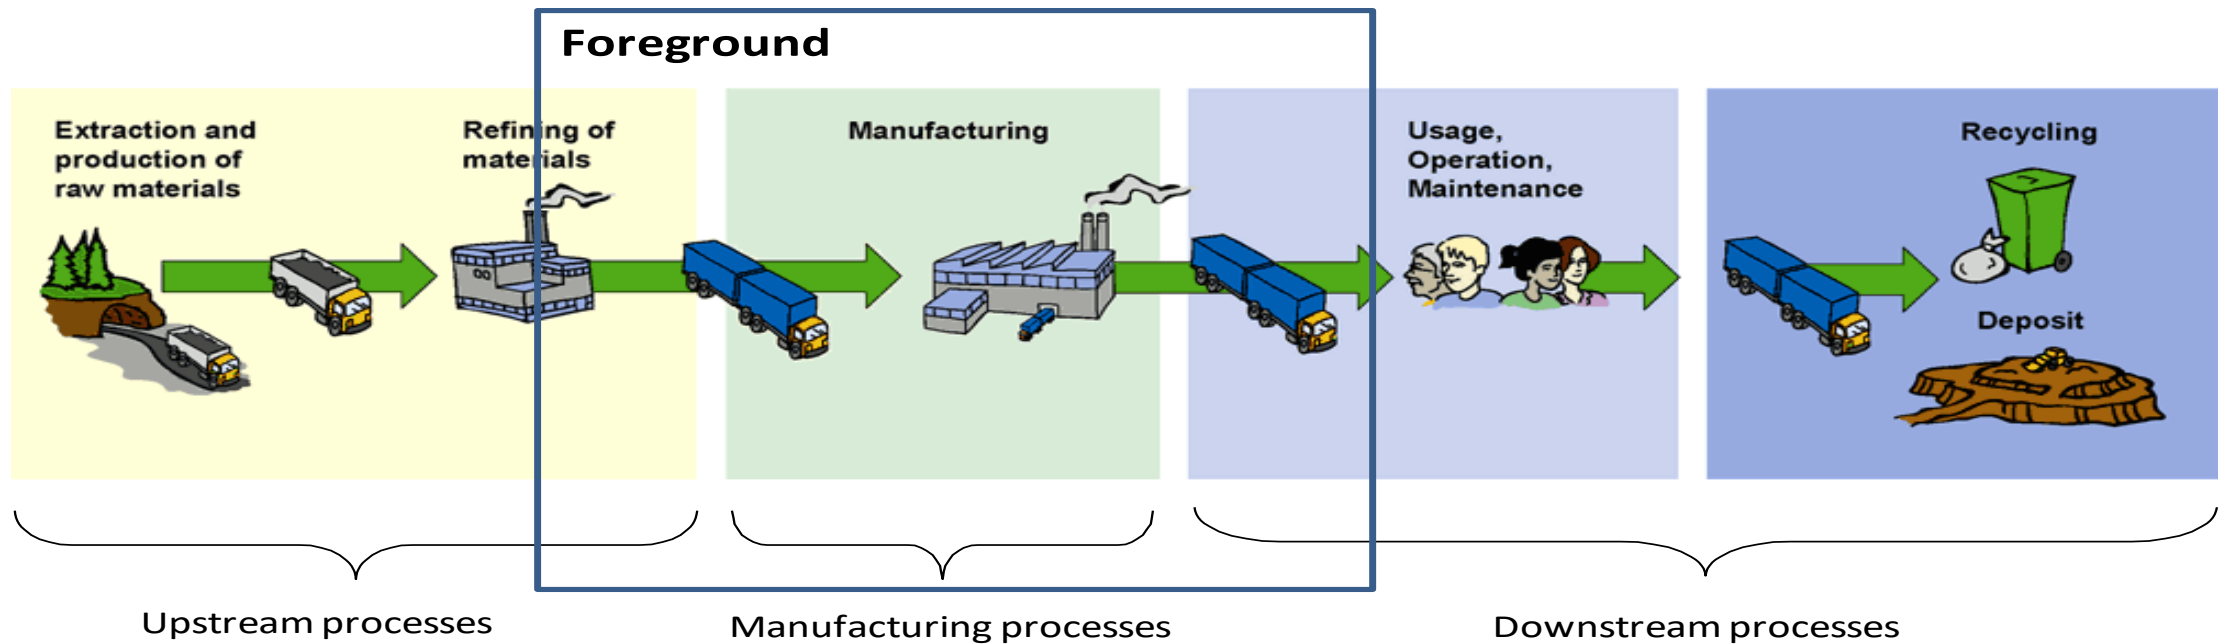 Foreground
Extraction and
production of
raw materials
Refining of
materials
Manufacturing
Usage,
Operation,
Maintenance
Recycling
Deposit
Upstream processes
Manufacturing processes
Downstream processes